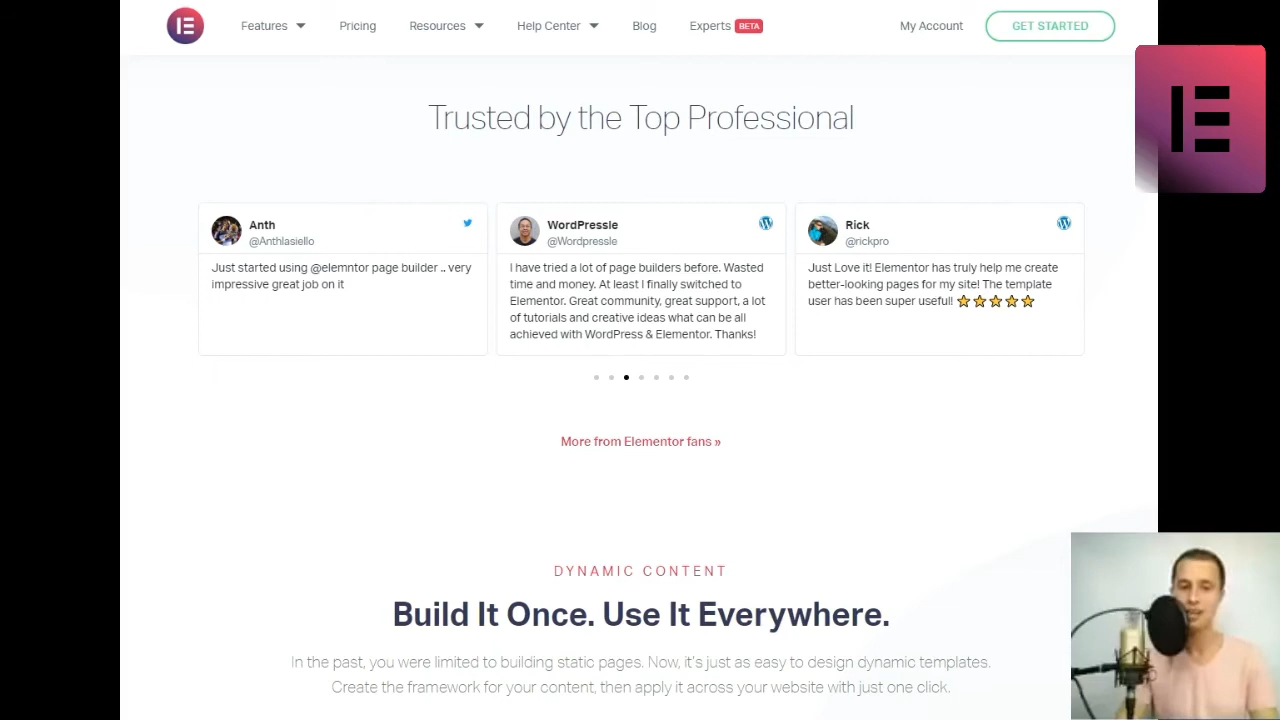 Features
Pricing
Resources
Help Center
Blog
Experts BETA
My Account
GET STARTED
Trusted by the Top Professional
Anth
@Anthlasiello
Just started using @elemntor page builder .. very
impressive great job on it
WordPressle
@Wordpressle
I have tried a lot of page builders before. Wasted
time and money. At least I finally switched to
Elementor. Great community, great support, a lot
of tutorials and creative ideas what can be all
achieved with WordPress & Elementor. Thanks!
Rick
@rickpro
Just Love it! Elementor has truly help me create
better-looking pages for my site! The template
user has been super useful! ⭐⭐⭐⭐⭐
More from Elementor fans »
DYNAMIC CONTENT
Build It Once. Use It Everywhere.
In the past, you were limited to building static pages. Now, it's just as easy to design dynamic templates.
Create the framework for your content, then apply it across your website with just one click.